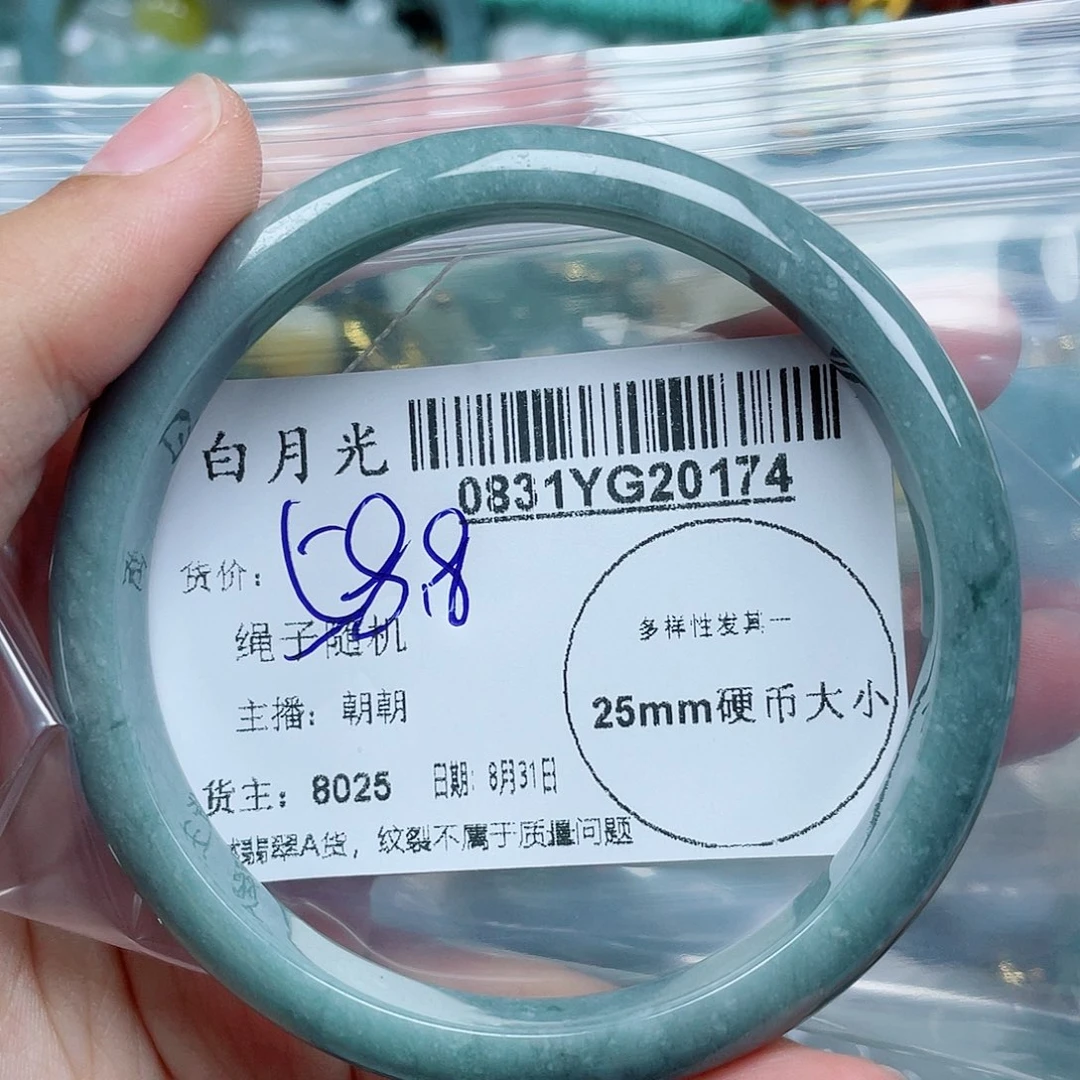 白月光
0831YG20174
货价：
绳子随机
多样性发其一
25mm硬币大小
主播：朝朝
货主：8025 日期：8月31日
翡翠A货，纹裂不属于质量问题